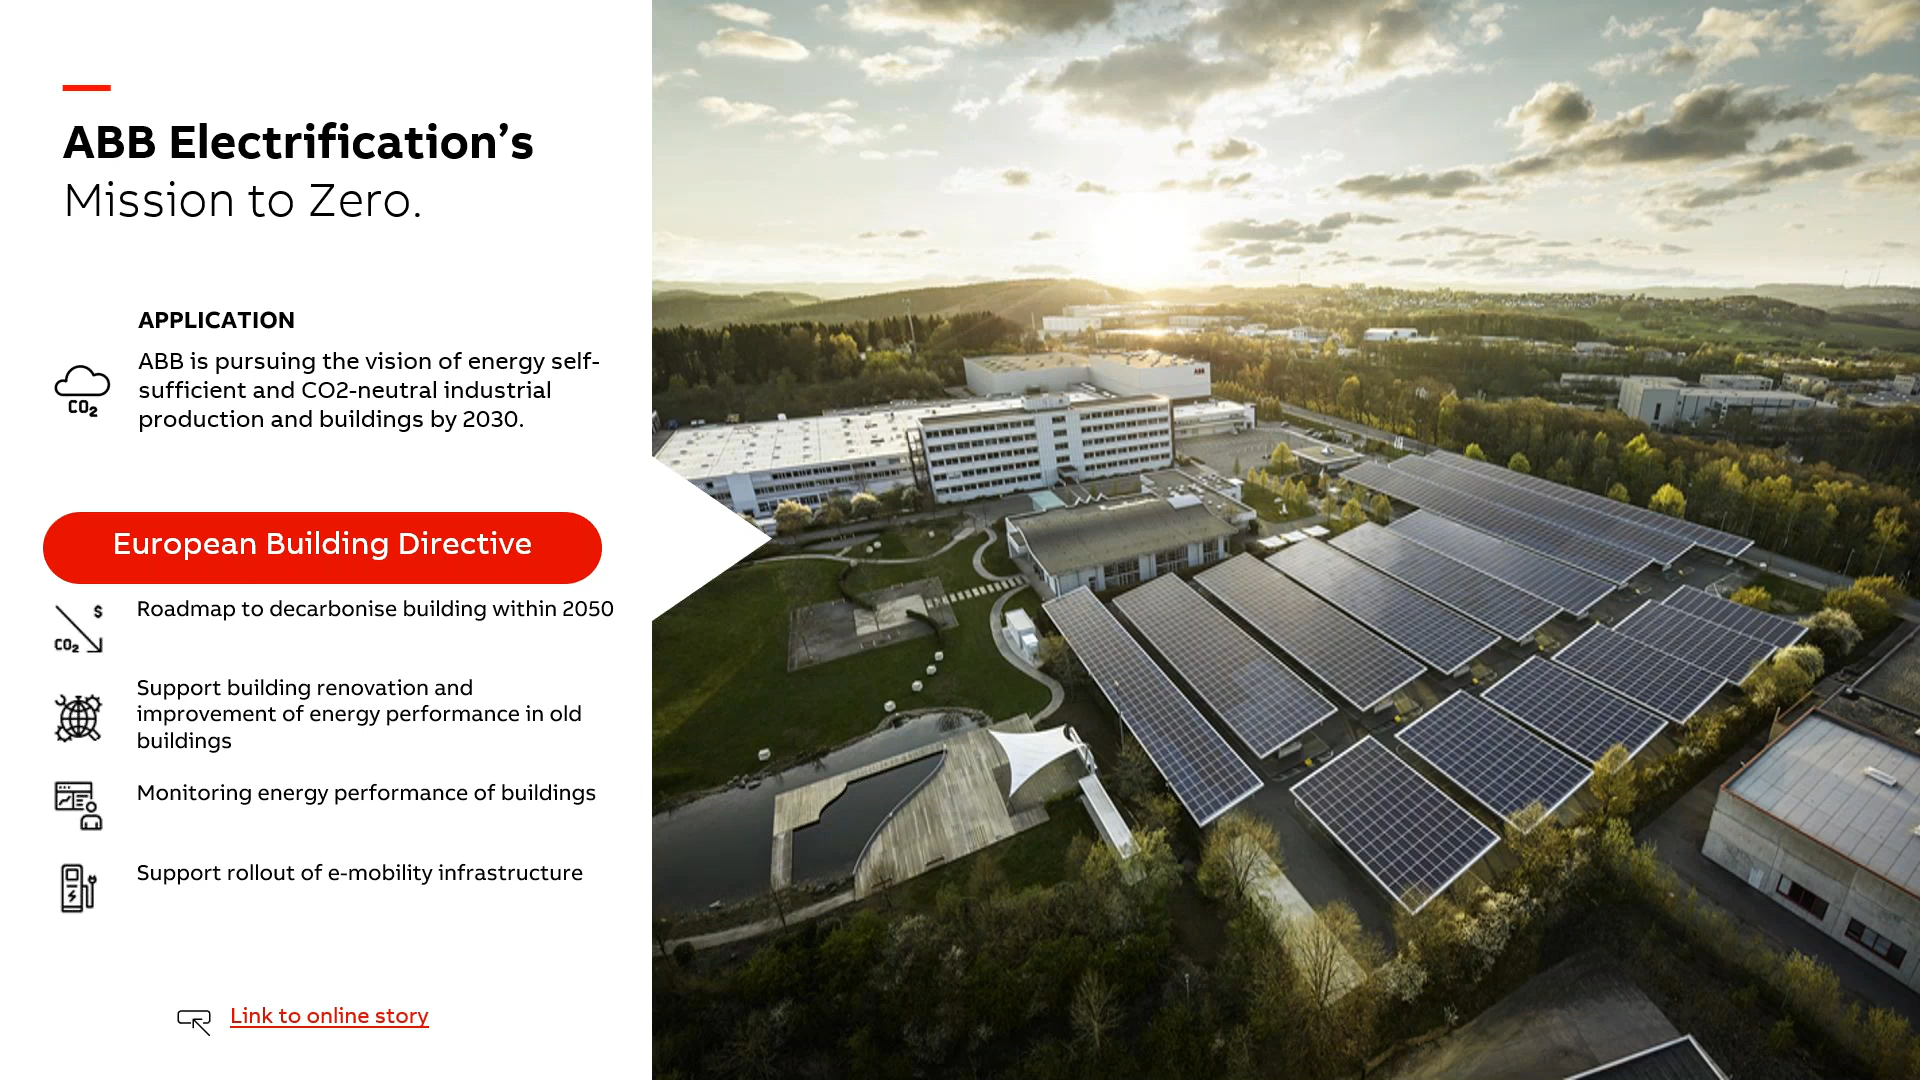 ABB Electrification’s
Mission to Zero.
APPLICATION
ABB is pursuing the vision of energy self-
sufficient and CO2-neutral industrial
production and buildings by 2030.
CO₂
European Building Directive
Roadmap to decarbonise building within 2050
$
CO₂
Support building renovation and
improvement of energy performance in old
buildings
Monitoring energy performance of buildings
Support rollout of e-mobility infrastructure
Link to online story
ABB